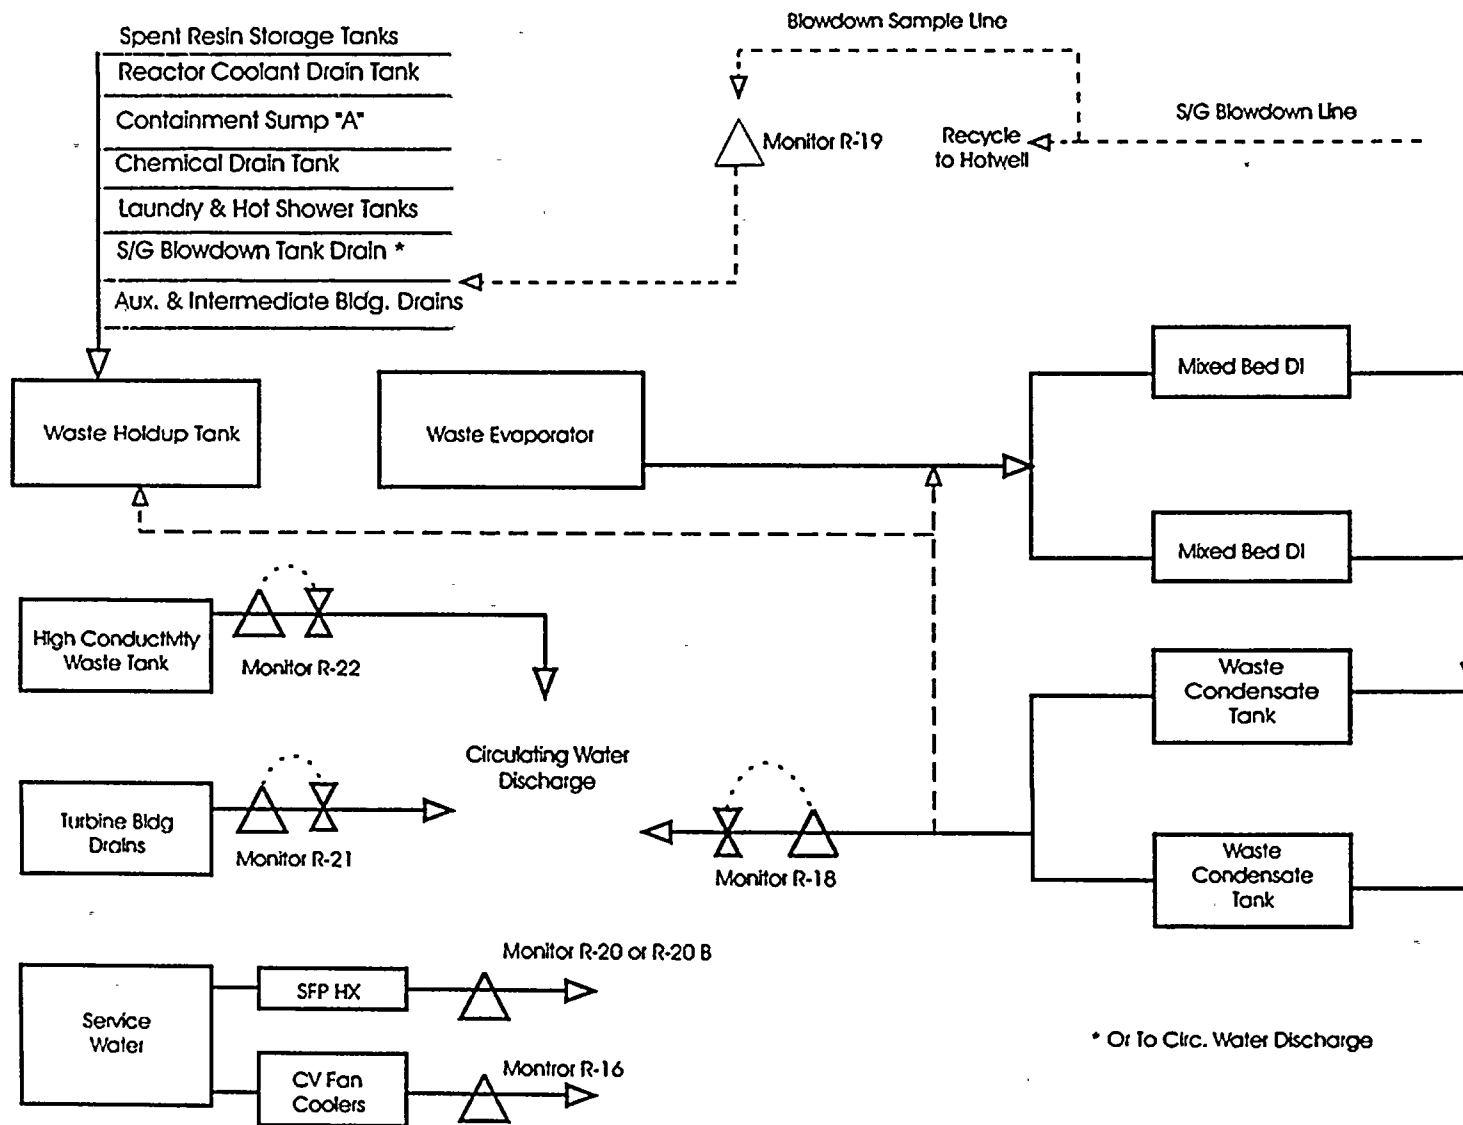 Blowdown Sample Line
Spent Resin Storage Tanks
Reactor Coolant Drain Tank
Containment Sump "A"
Chemical Drain Tank
Laundry & Hot Shower Tanks
S/G Blowdown Tank Drain *
Aux. & Intermediate Bldg. Drains
Monitor R-19
Recycle
to Hotwell
S/G Blowdown Line
Waste Holdup Tank
Waste Evaporator
Mixed Bed DI
Mixed Bed DI
High Conductivity
Waste Tank
Monitor R-22
Waste
Condensate
Tank
Circulating Water
Discharge
Turbine Bldg
Drains
Monitor R-21
Monitor R-18
Waste
Condensate
Tank
Service
Water
SFP HX
Monitor R-20 or R-20 B
CV Fan
Coolers
Montror R-16
* Or To Circ. Water Discharge